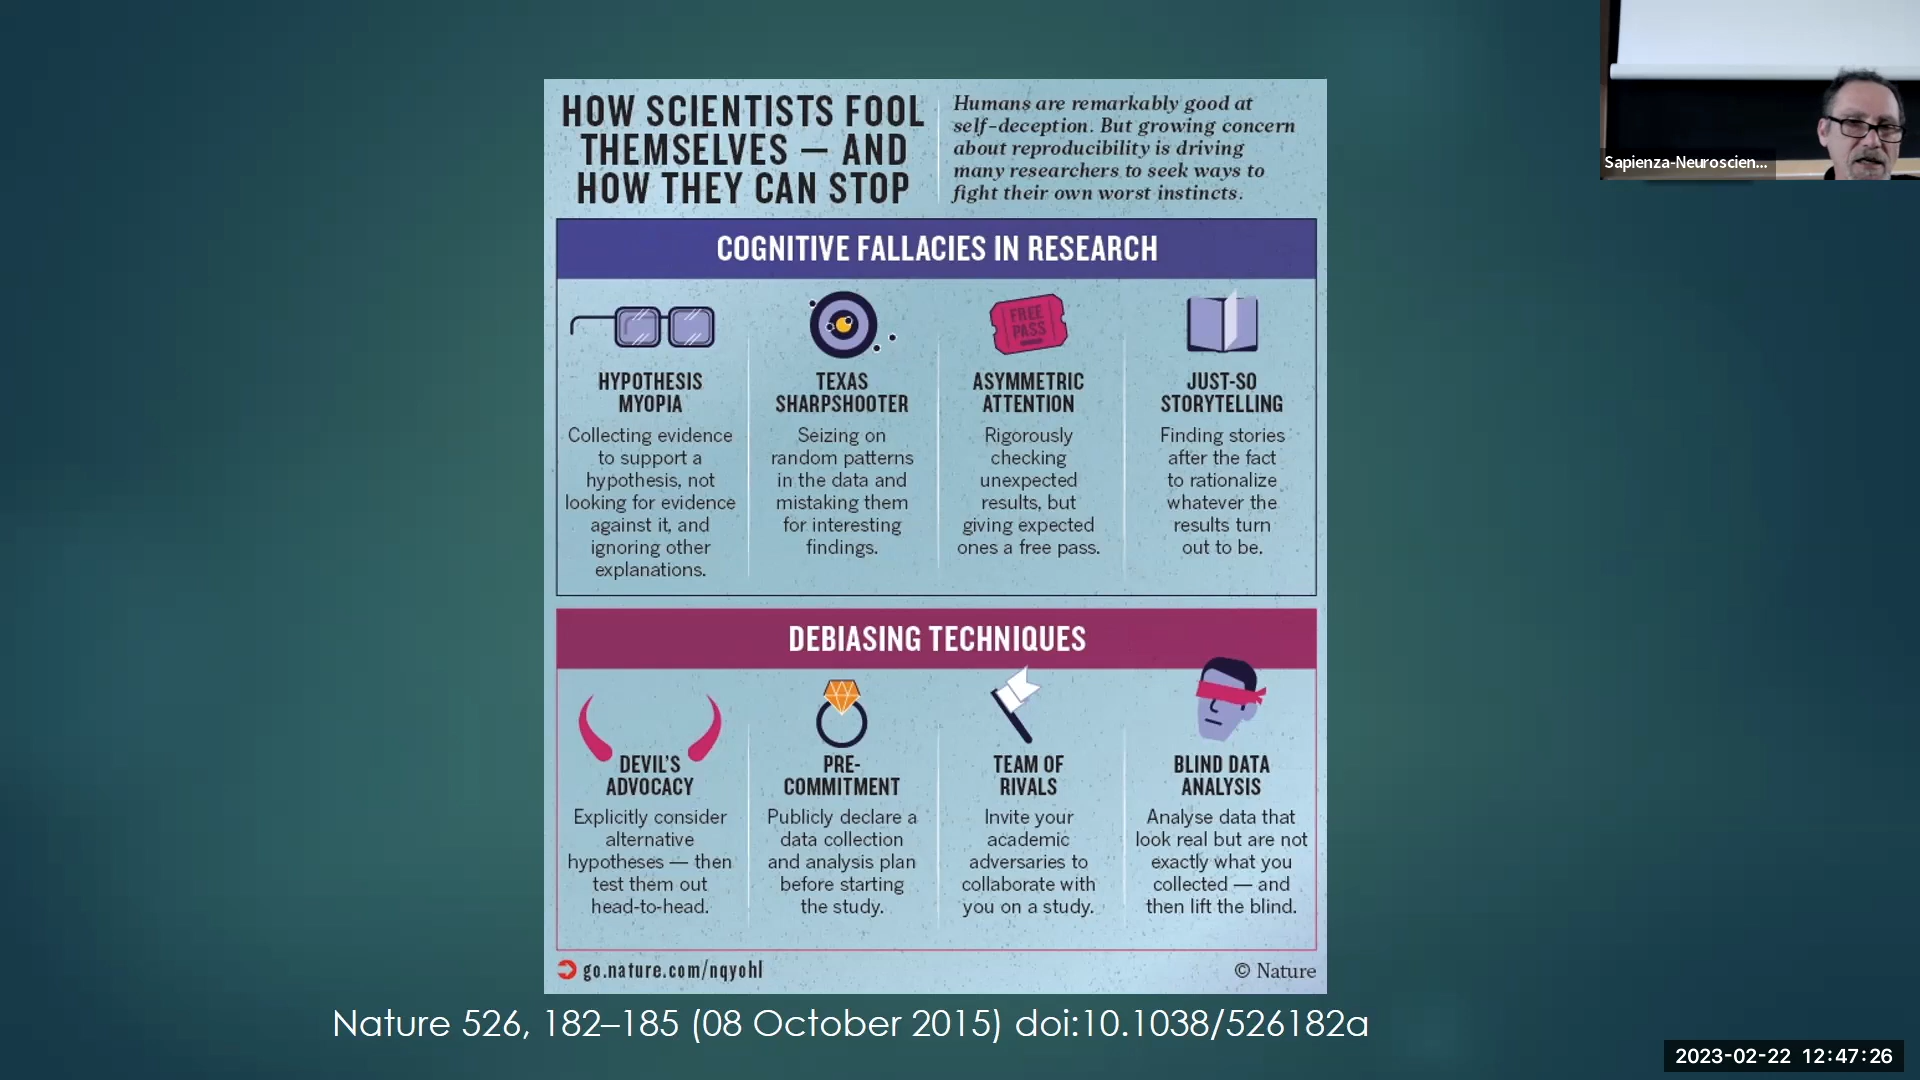 HOW SCIENTISTS FOOL
THEMSELVES — AND
HOW THEY CAN STOP
Humans are remarkably good at
self-deception. But growing concern
about reproducibility is driving
many researchers to seek ways to
fight their own worst instincts.
Sapienza-Neuroscien...
COGNITIVE FALLACIES IN RESEARCH
HYPOTHESIS
MYOPIA
Collecting evidence
to support a
hypothesis, not
looking for evidence
against it, and
ignoring other
explanations.
TEXAS
SHARPSHOOTER
Seizing on
random patterns
in the data and
mistaking them
for interesting
findings.
FREE
PASS
ASYMMETRIC
ATTENTION
Rigorously
checking
unexpected
results, but
giving expected
ones a free pass.
JUST-SO
STORYTELLING
Finding stories
after the fact
to rationalize
whatever the
results turn
out to be.
DEBIASING TECHNIQUES
DEVIL'S
ADVOCACY
Explicitly consider
alternative
hypotheses — then
test them out
head-to-head.
PRE-
COMMITMENT
Publicly declare a
data collection
and analysis plan
before starting
the study.
TEAM OF
RIVALS
Invite your
academic
adversaries to
collaborate with
you on a study.
BLIND DATA
ANALYSIS
Analyse data that
look real but are not
exactly what you
collected — and
then lift the blind.
go.nature.com/nqyohl
© Nature
Nature 526, 182–185 (08 October 2015) doi:10.1038/526182a
2023-02-22 12:47:26